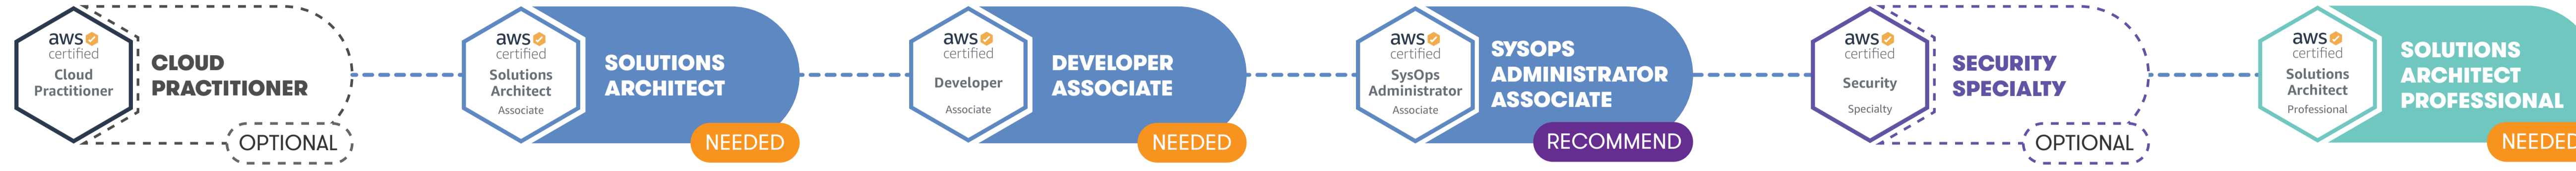 aws
certified
Cloud
Practitioner
CLOUD
PRACTITIONER
OPTIONAL
aws
certified
Solutions
Architect
Associate
SOLUTIONS
ARCHITECT
NEEDED
aws
certified
Developer
Associate
DEVELOPER
ASSOCIATE
NEEDED
aws
certified
SysOps
Administrator
Associate
SYSOPS
ADMINISTRATOR
ASSOCIATE
RECOMMEND
aws
certified
Security
Specialty
SECURITY
SPECIALTY
OPTIONAL
aws
certified
Solutions
Architect
Professional
SOLUTIONS
ARCHITECT
PROFESSIONAL
NEEDED